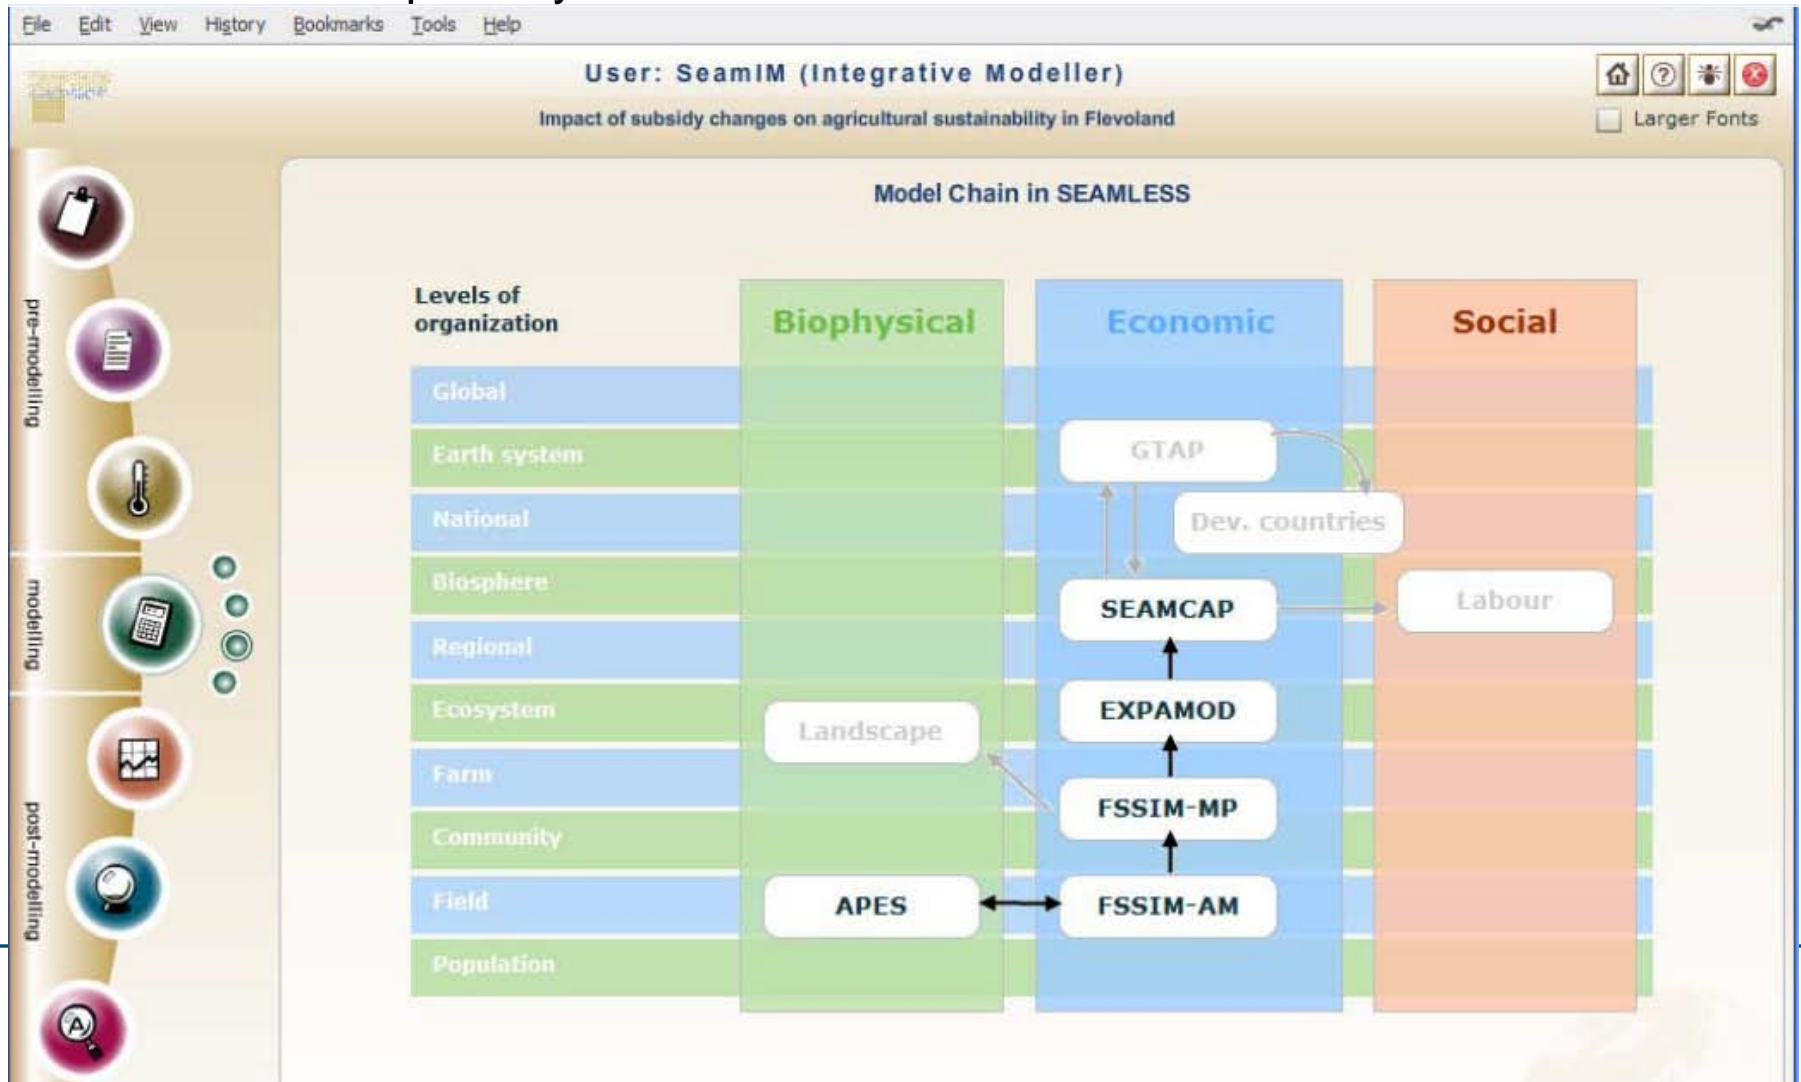 File Edit View History Bookmarks Tools Help
User: SeamIM (Integrative Modeller)
Impact of subsidy changes on agricultural sustainability in Flevoland
Larger Fonts
Model Chain in SEAMLESS
pre-modelling
modelling
post-modelling
Levels of
organization
Biophysical
Economic
Social
Global
Earth system
GTAP
National
Dev. countries
Biosphere
SEAMCAP
Labour
Regional
Ecosystem
EXPAMOD
Landscape
Farm
FSSIM-MP
Community
Field
APES
FSSIM-AM
Population